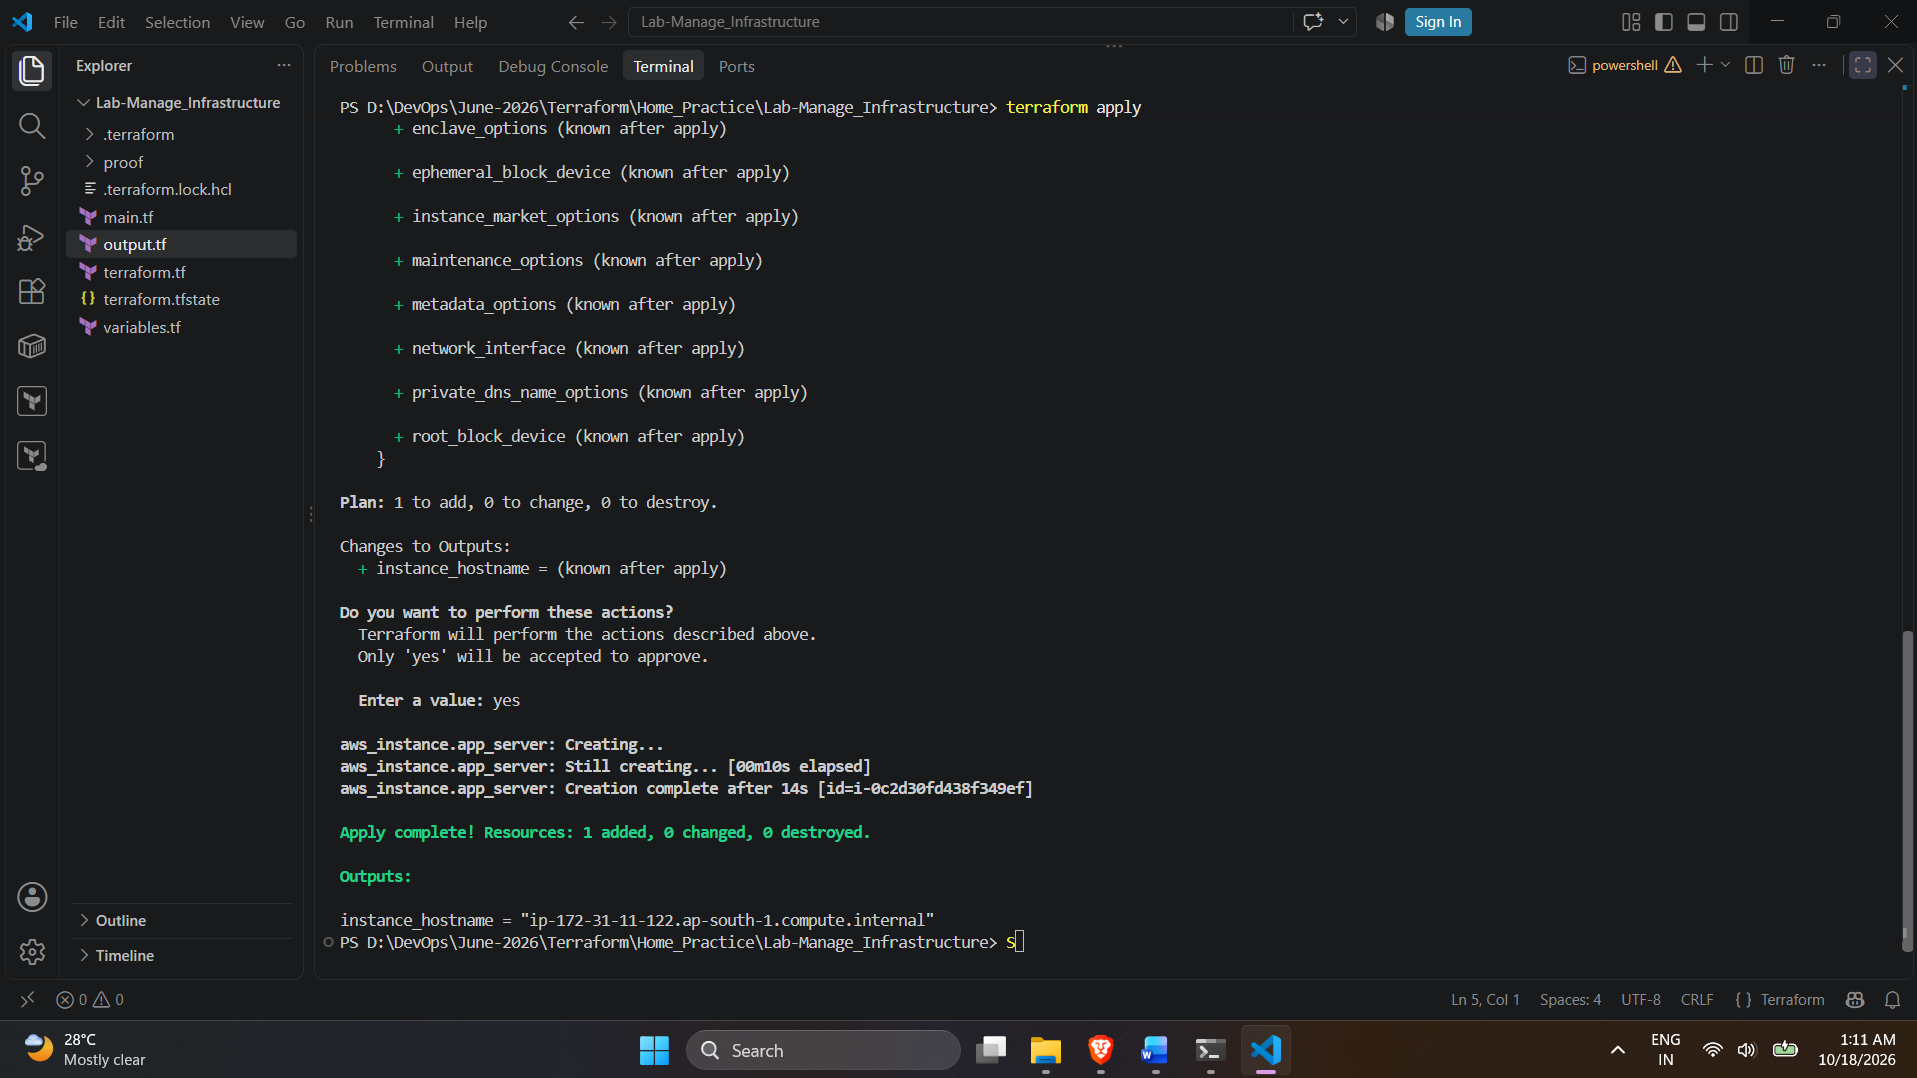 File Edit Selection View Go Run Terminal Help
Lab-Manage_Infrastructure
Sign In
Explorer
Lab-Manage_Infrastructure
.terraform
proof
.terraform.lock.hcl
main.tf
output.tf
terraform.tf
terraform.tfstate
variables.tf
Outline
Timeline
Problems Output Debug Console Terminal Ports
powershell
PS D:\DevOps\June-2026\Terraform\Home_Practice\Lab-Manage_Infrastructure> terraform apply
+ enclave_options (known after apply)
+ ephemeral_block_device (known after apply)
+ instance_market_options (known after apply)
+ maintenance_options (known after apply)
+ metadata_options (known after apply)
+ network_interface (known after apply)
+ private_dns_name_options (known after apply)
+ root_block_device (known after apply)
}
Plan: 1 to add, 0 to change, 0 to destroy.
Changes to Outputs:
+ instance_hostname = (known after apply)
Do you want to perform these actions?
Terraform will perform the actions described above.
Only 'yes' will be accepted to approve.
Enter a value: yes
aws_instance.app_server: Creating...
aws_instance.app_server: Still creating... [00m10s elapsed]
aws_instance.app_server: Creation complete after 14s [id=i-0c2d30fd438f349ef]
Apply complete! Resources: 1 added, 0 changed, 0 destroyed.
Outputs:
instance_hostname = "ip-172-31-11-122.ap-south-1.compute.internal"
PS D:\DevOps\June-2026\Terraform\Home_Practice\Lab-Manage_Infrastructure> S
0 0
Ln 5, Col 1 Spaces: 4 UTF-8 CRLF { } Terraform
28°C
Mostly clear
Search
ENG
IN
1:11 AM
10/18/2026